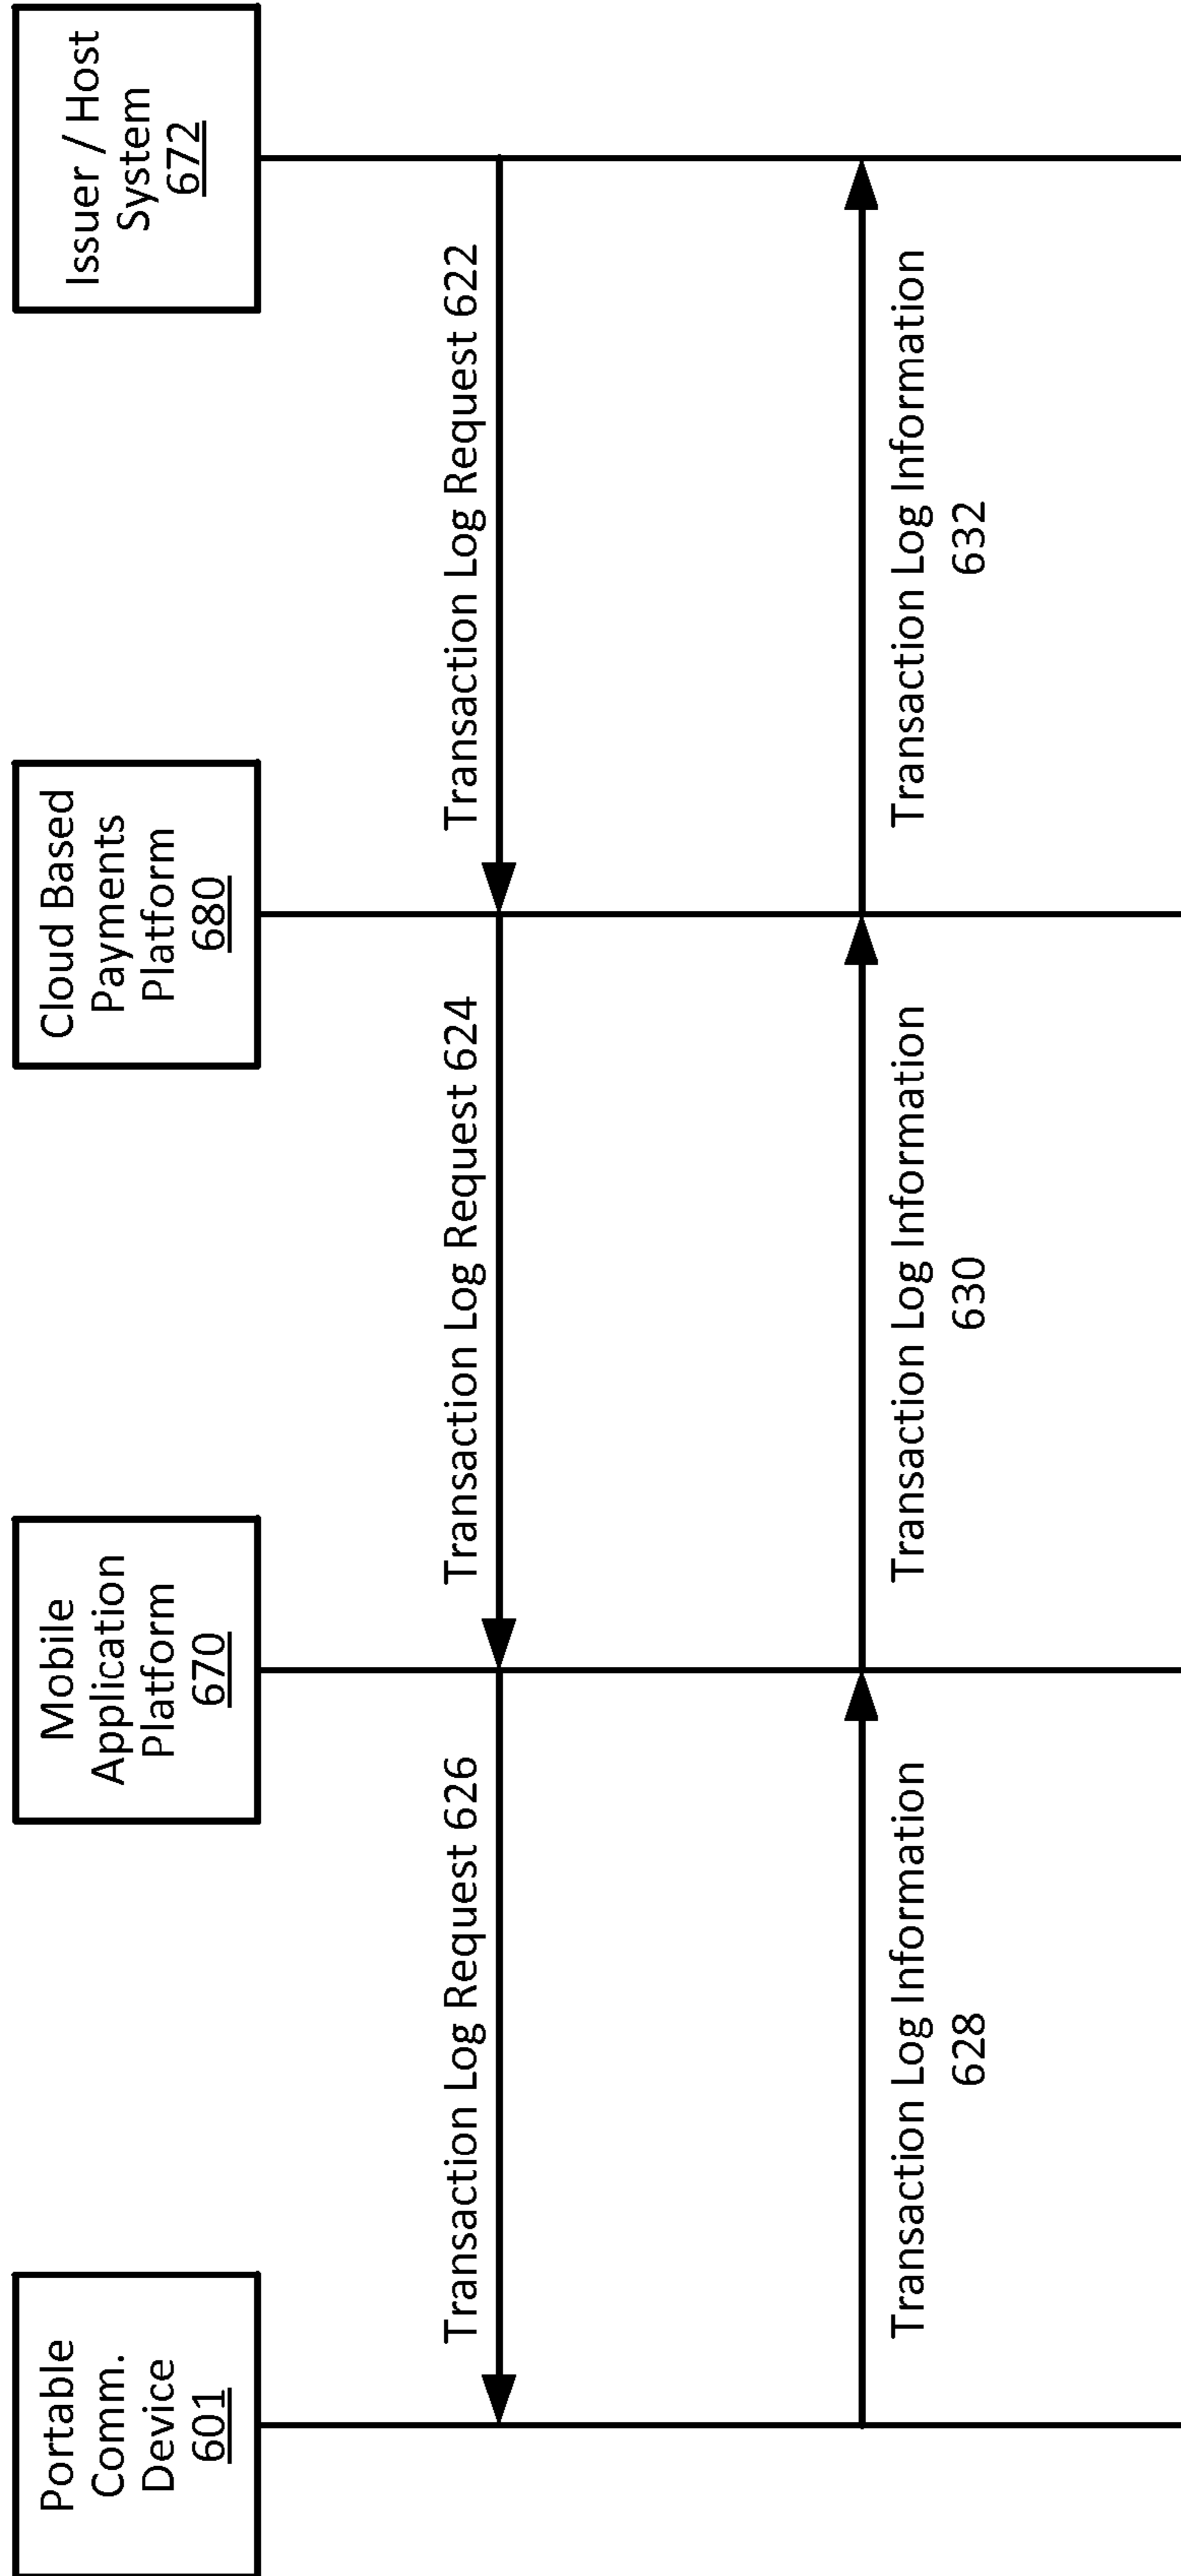 Portable
Comm.
Device
601
Mobile
Application
Platform
670
Cloud Based
Payments
Platform
680
Issuer / Host
System
672
Transaction Log Request 626
Transaction Log Request 624
Transaction Log Request 622
Transaction Log Information
628
Transaction Log Information
630
Transaction Log Information
632